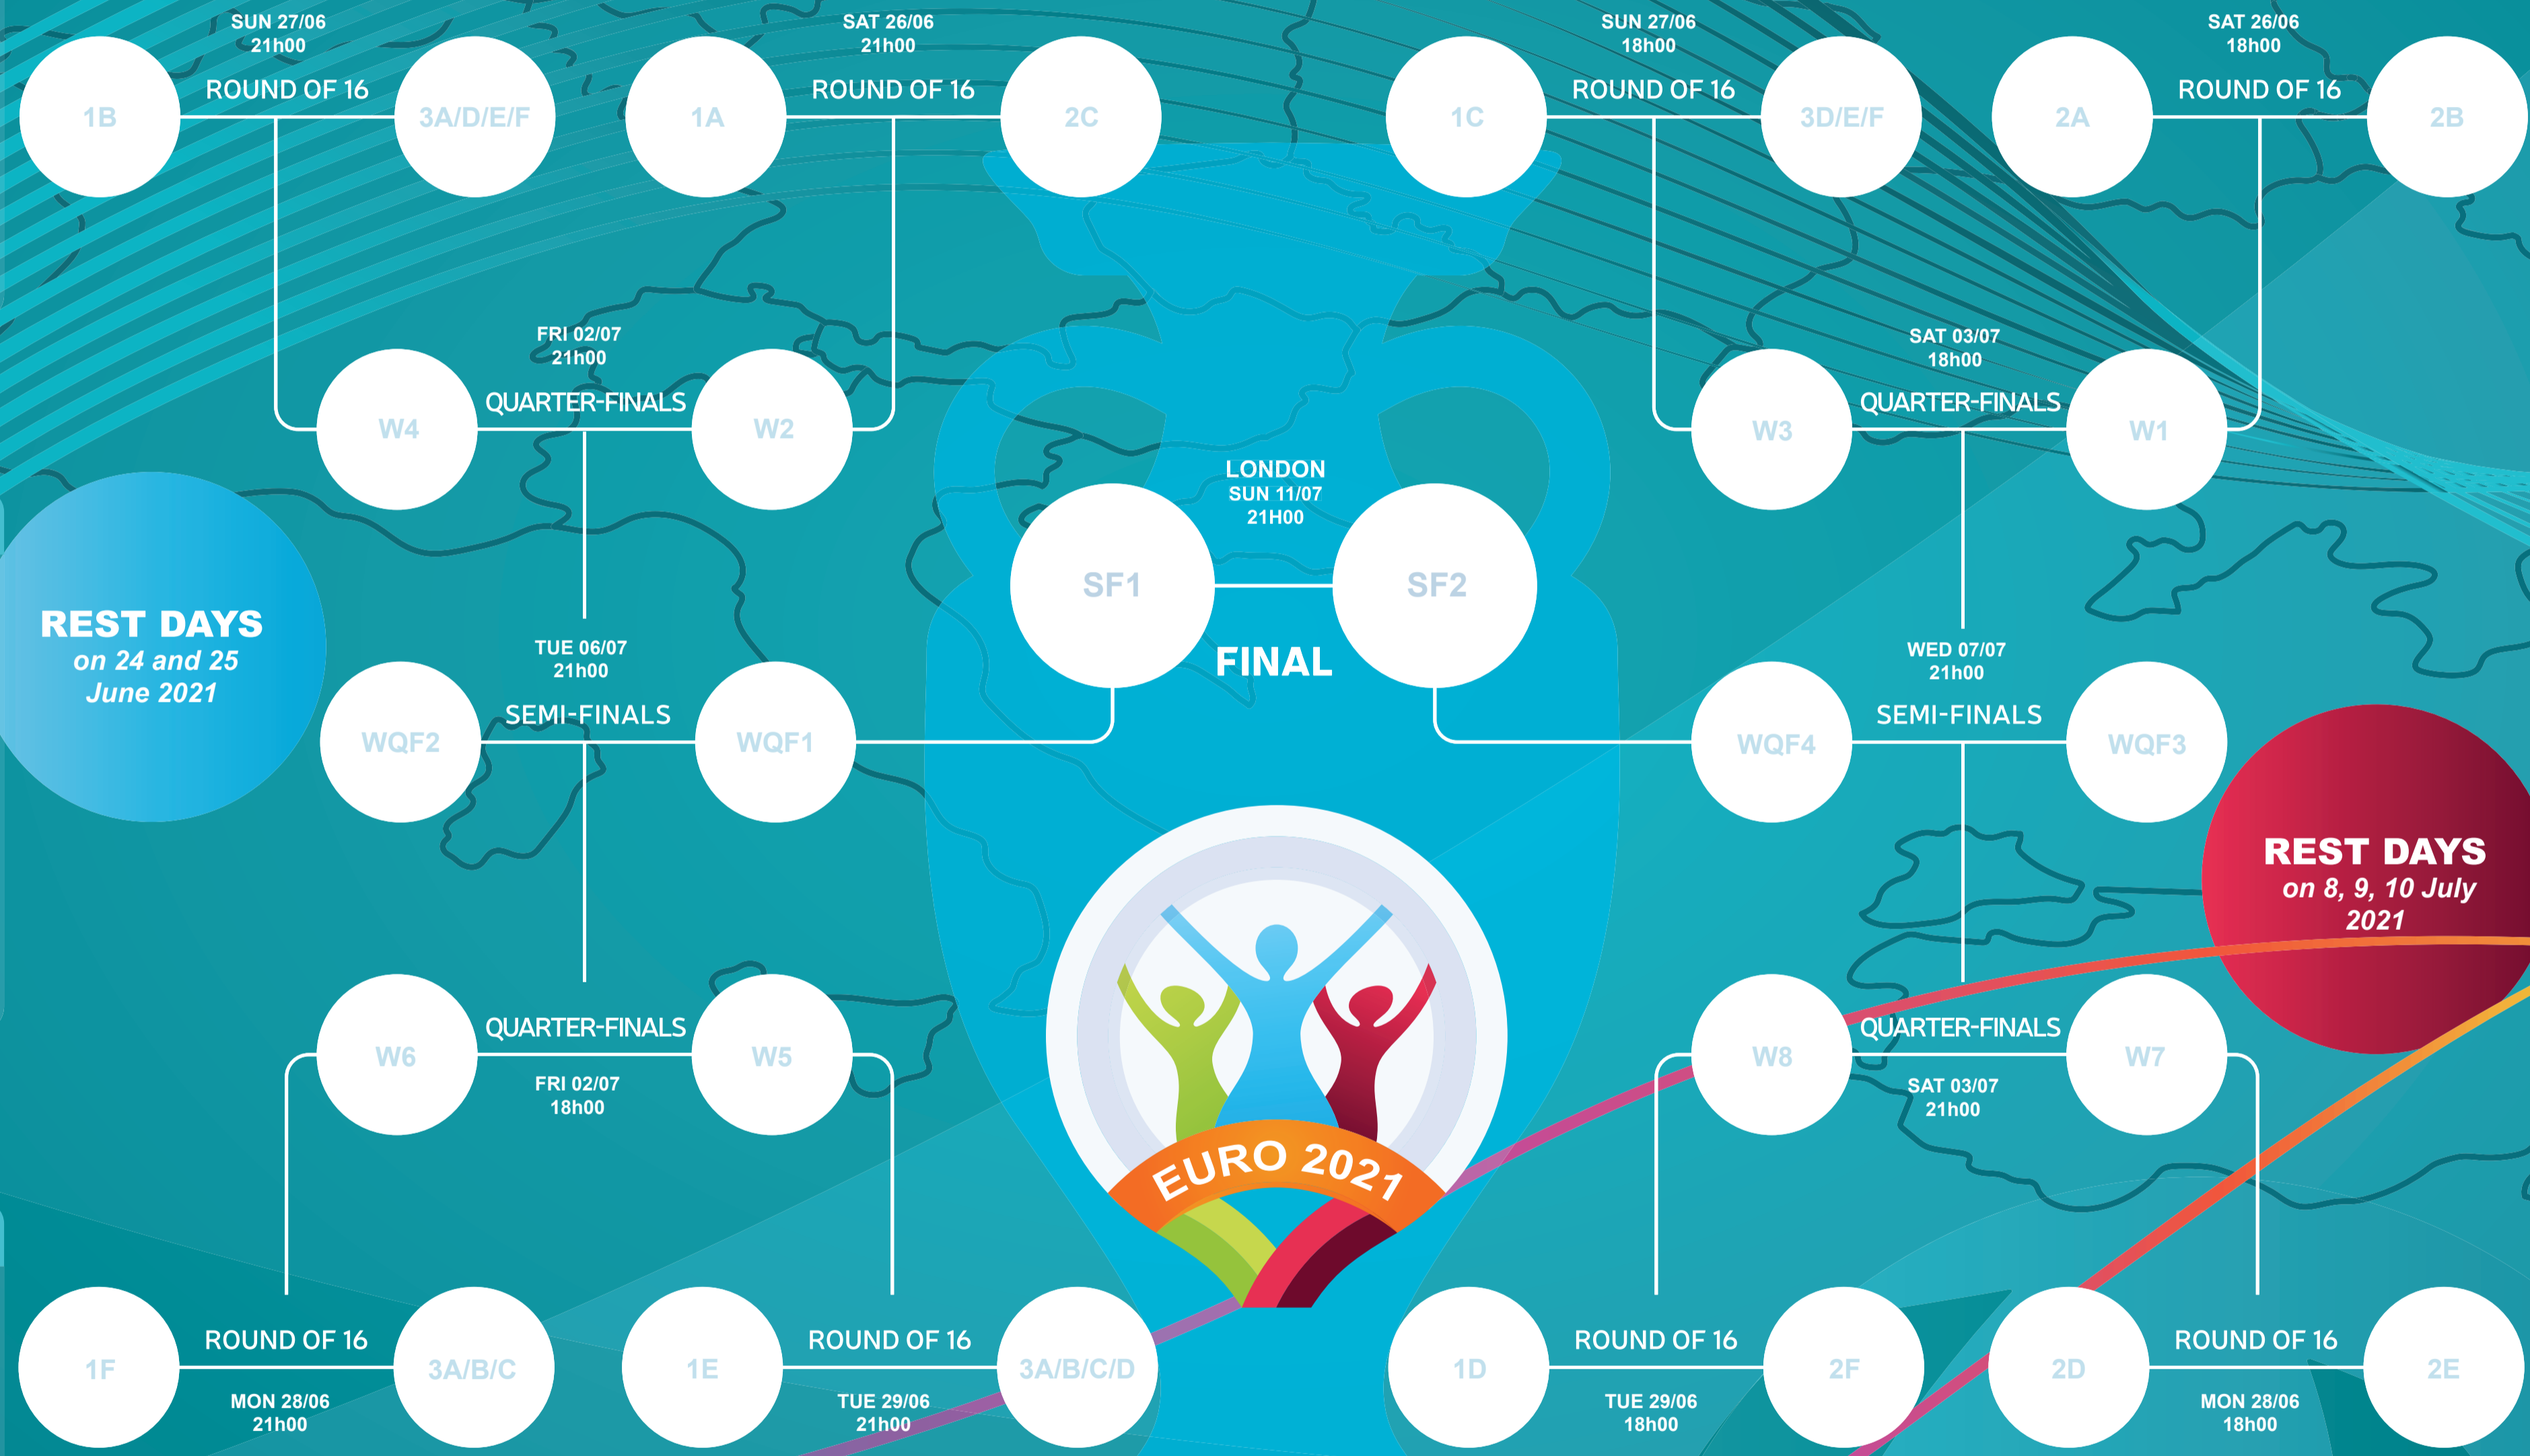 SUN 27/06
21h00
ROUND OF 16
1B
3A/D/E/F
SAT 26/06
21h00
ROUND OF 16
1A
2C
SUN 27/06
18h00
ROUND OF 16
1C
3D/E/F
SAT 26/06
18h00
ROUND OF 16
2A
2B
FRI 02/07
21h00
QUARTER-FINALS
W4
W2
SAT 03/07
18h00
QUARTER-FINALS
W3
W1
LONDON
SUN 11/07
21H00
SF1
SF2
FINAL
REST DAYS
on 24 and 25
June 2021
TUE 06/07
21h00
SEMI-FINALS
WQF2
WQF1
WED 07/07
21h00
SEMI-FINALS
WQF4
WQF3
REST DAYS
on 8, 9, 10 July
2021
QUARTER-FINALS
W6
W5
FRI 02/07
18h00
QUARTER-FINALS
W8
W7
SAT 03/07
21h00
EURO 2021
ROUND OF 16
1F
3A/B/C
MON 28/06
21h00
ROUND OF 16
1E
3A/B/C/D
TUE 29/06
21h00
ROUND OF 16
1D
2F
TUE 29/06
18h00
ROUND OF 16
2D
2E
MON 28/06
18h00